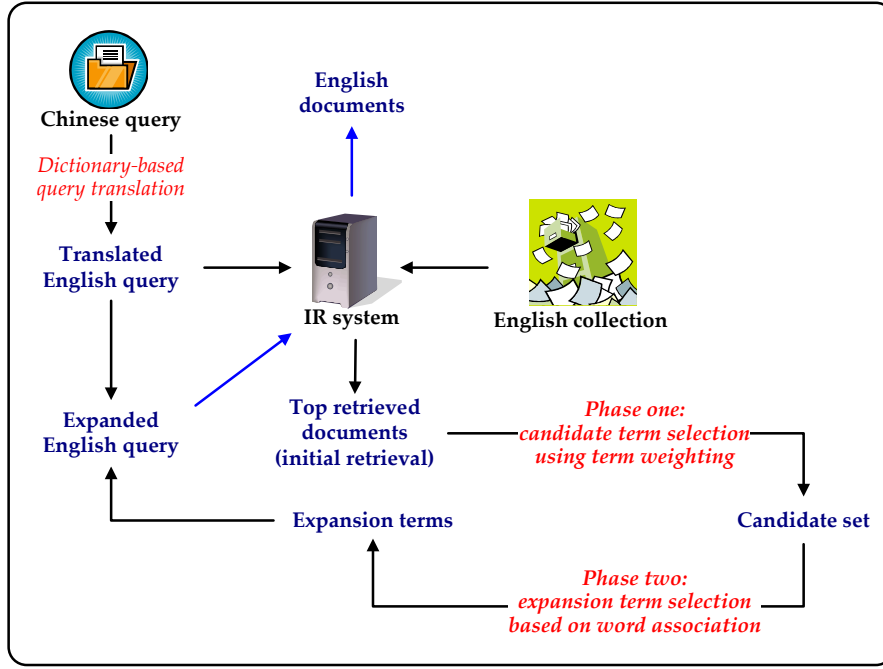 Chinese query
Dictionary-based
query translation
Translated
English query
English
documents
IR system
English collection
Expanded
English query
Top retrieved
documents
(initial retrieval)
Phase one:
candidate term selection
using term weighting
Expansion terms
Candidate set
Phase two:
expansion term selection
based on word association